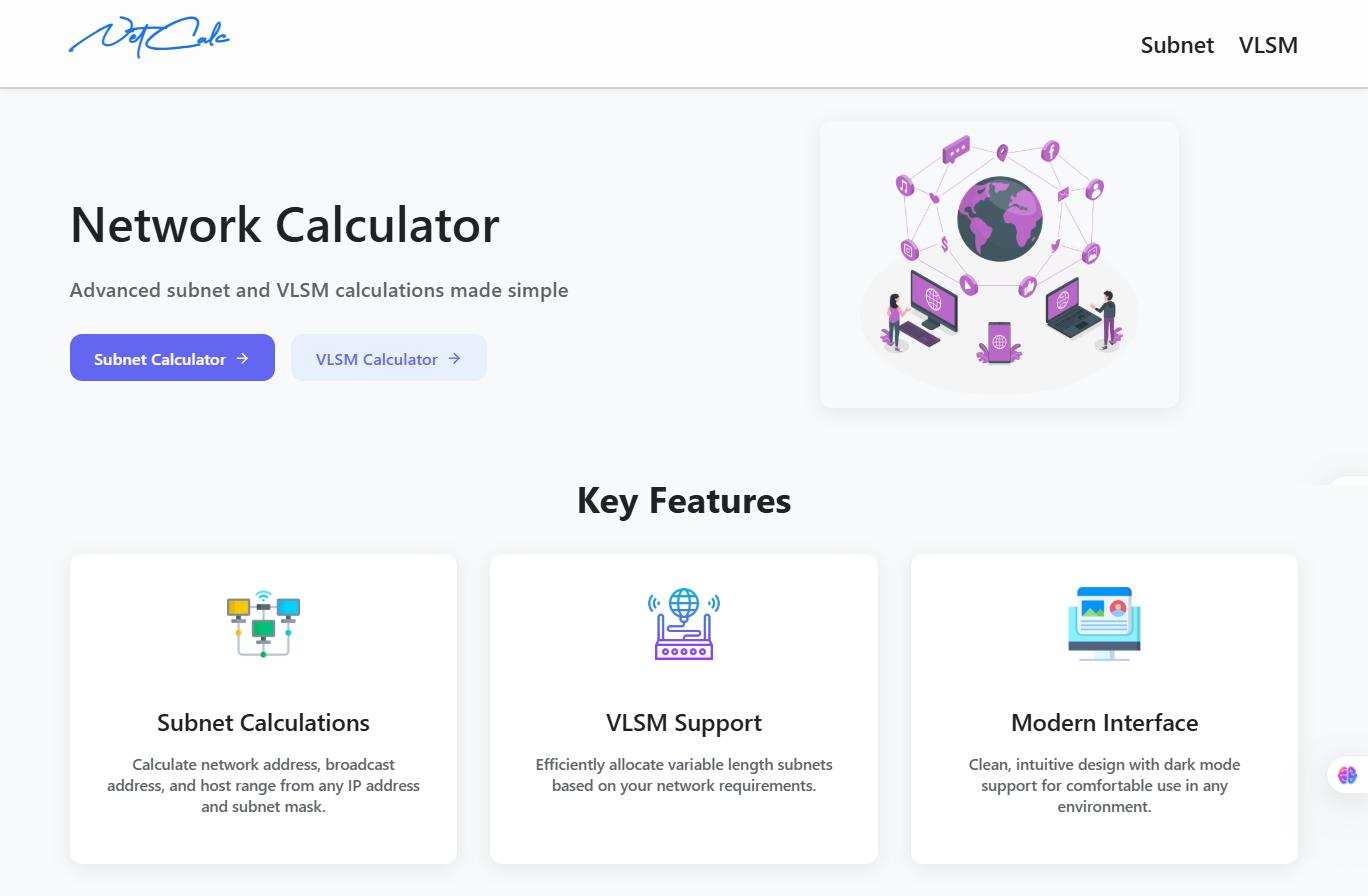 NetCalc
Subnet VLSM
Network Calculator
Advanced subnet and VLSM calculations made simple
Subnet Calculator → VLSM Calculator →
Key Features
Subnet Calculations
Calculate network address, broadcast
address, and host range from any IP address
and subnet mask.
VLSM Support
Efficiently allocate variable length subnets
based on your network requirements.
Modern Interface
Clean, intuitive design with dark mode
support for comfortable use in any
environment.